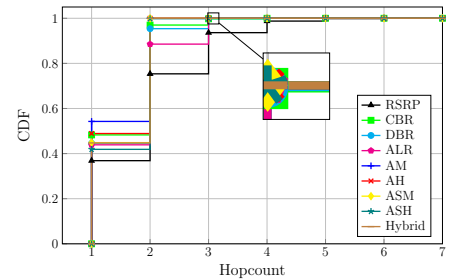 1
0.8
0.6
0.4
0.2
0
CDF
1 2 3 4 5 6 7
Hopcount
RSRP
CBR
DBR
ALR
AM
AH
ASM
ASH
Hybrid